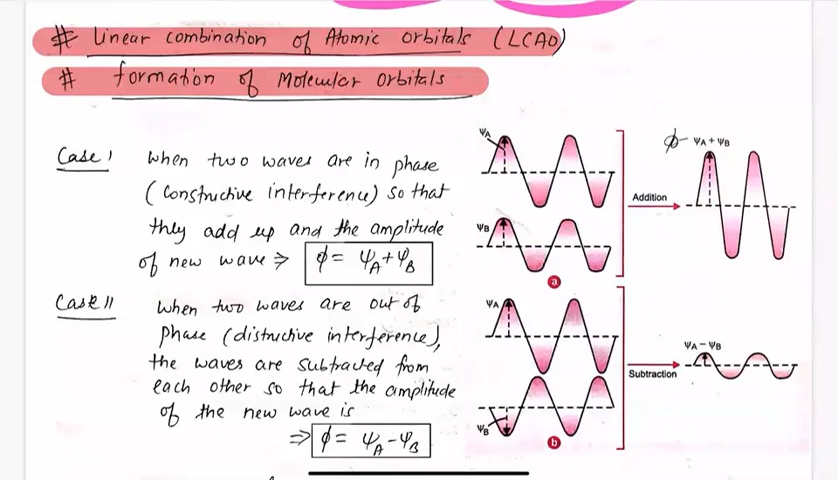 # Linear combination of Atomic orbitals (LCAO)
# formation of Molecular orbitals
Case I when two waves are in phase
(constructive interference) so that
they add up and the amplitude
of new wave ⇒ ϕ = ψA + ψB
Case II when two waves are out of
phase (distructive interference),
the waves are subtracted from
each other so that the amplitude
of the new wave is
⇒ ϕ = ψA - ψB
ΨA
ΨB
a
Addition
ϕ- ΨA + ΨB
ΨA
ΨB
b
Subtraction
ΨA – ΨB